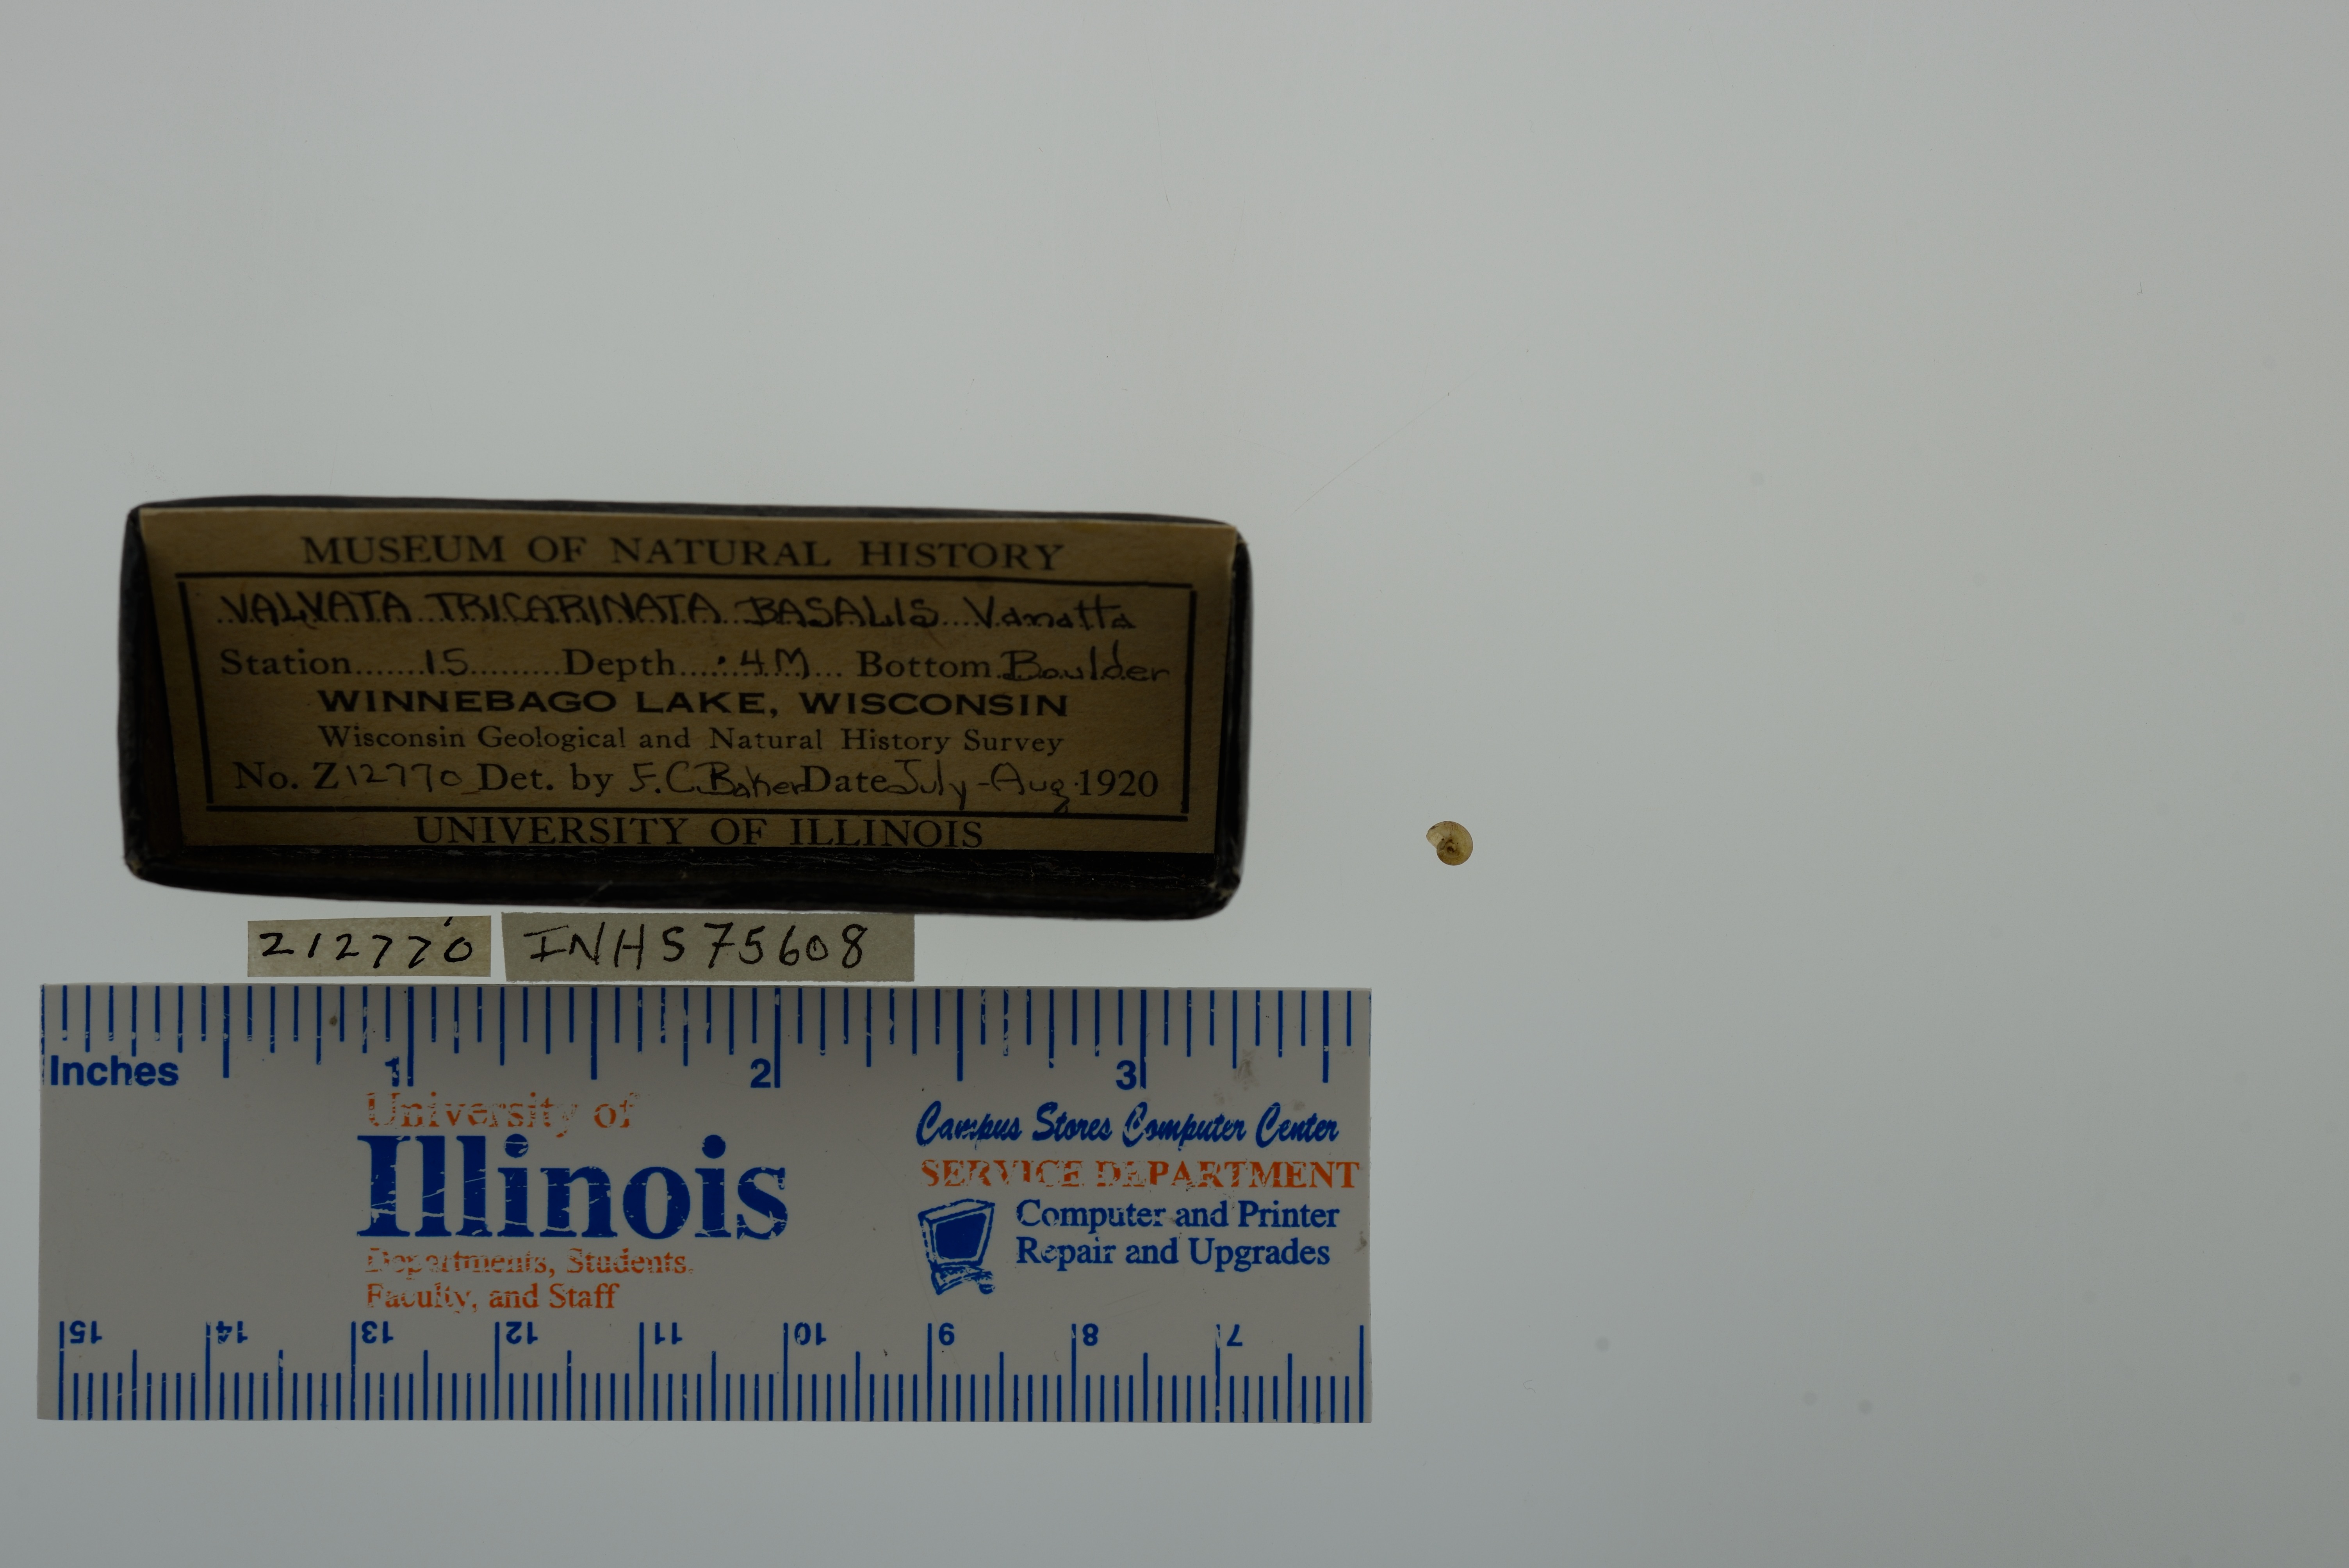 MUSEUM OF NATURAL HISTORY
VALVATA TRICARINATA BASALIS Vanatta
Station 15 Depth .4M Bottom Boulder
WINNEBAGO LAKE, WISCONSIN
Wisconsin Geological and Natural History Survey
No. Z12770 Det. by F.C.Baker Date July-Aug 1920
UNIVERSITY OF ILLINOIS
Z12770 INHS75608
Inches 1 2 3
University of
Illinois
Departments, Students,
Faculty, and Staff
Campus Stores Computer Center
SERVICE DEPARTMENT
Computer and Printer
Repair and Upgrades
15 14 13 12 11 10 9 8 7